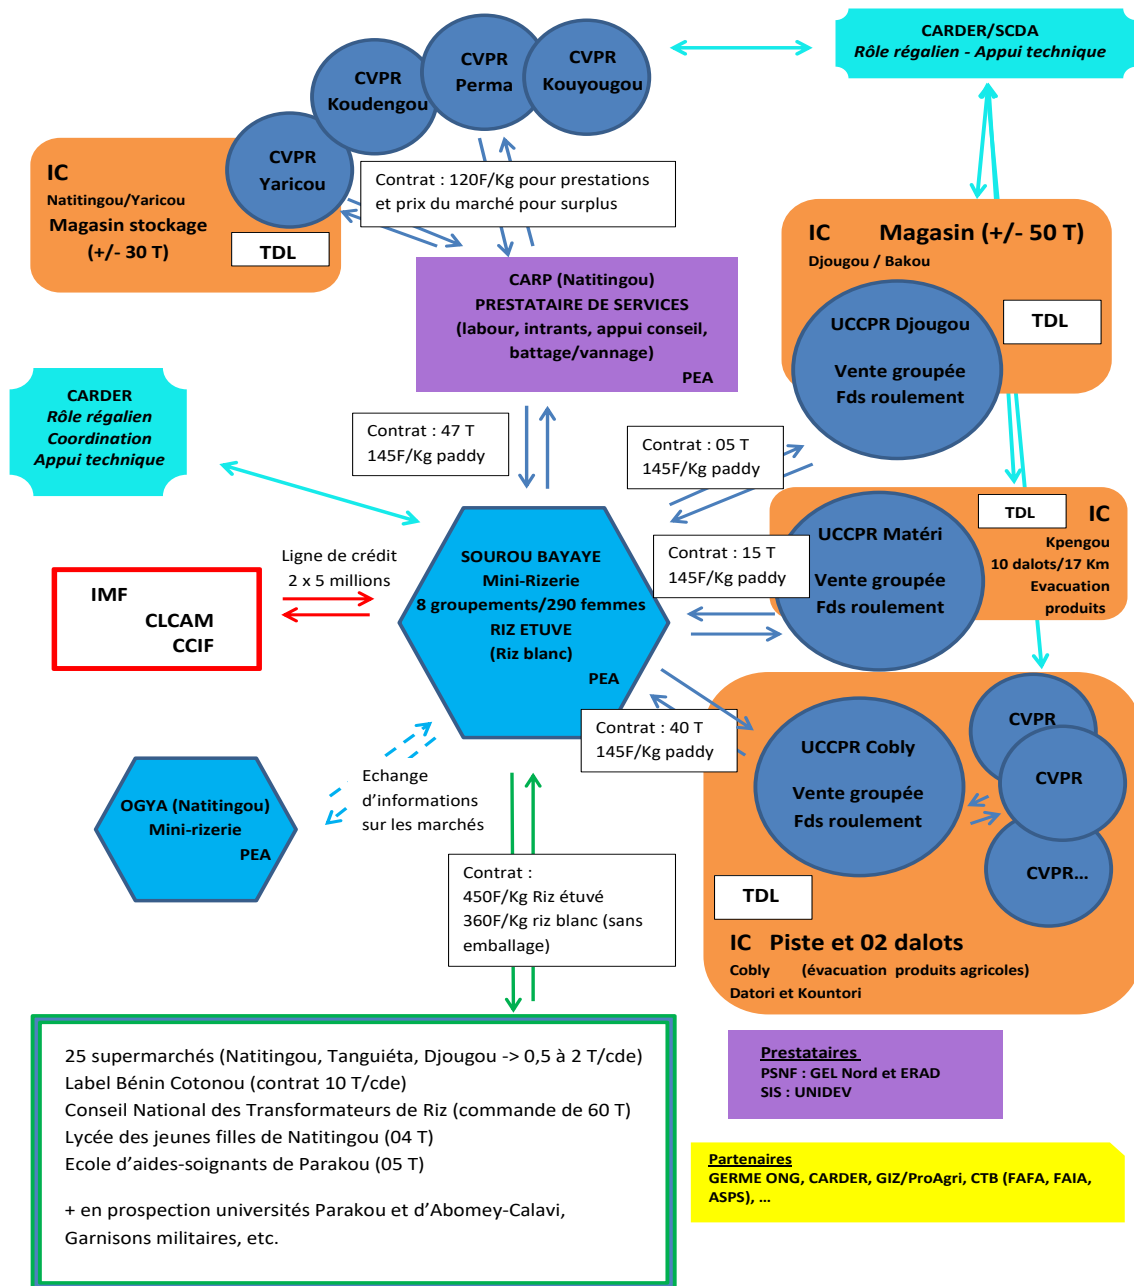 CARDER/SCDA
Rôle régalien - Appui technique
CVPR
Perma
CVPR
Kouyougou
CVPR
Koudengou
CVPR
Yaricou
IC
Natitingou/Yaricou
Magasin stockage
(+/- 30 T)
TDL
Contrat : 120F/Kg pour prestations
et prix du marché pour surplus
IC Magasin (+/- 50 T)
Djougou / Bakou
TDL
UCCPR Djougou
Vente groupée
Fds roulement
CARP (Natitingou)
PRESTATAIRE DE SERVICES
(labour, intrants, appui conseil,
battage/vannage)
PEA
CARDER
Rôle régalien
Coordination
Appui technique
Contrat : 47 T
145F/Kg paddy
Contrat : 05 T
145F/Kg paddy
Contrat : 15 T
145F/Kg paddy
UCCPR Matéri
Vente groupée
Fds roulement
TDL
IC
Kpengou
10 dalots/17 Km
Evacuation
produits
Ligne de crédit
2 x 5 millions
IMF
CLCAM
CCIF
SOUROU BAYAYE
Mini-Rizerie
8 groupements/290 femmes
RIZ ETUVE
(Riz blanc)
PEA
Contrat : 40 T
145F/Kg paddy
UCCPR Cobly
Vente groupée
Fds roulement
CVPR
CVPR
CVPR...
TDL
IC Piste et 02 dalots
Cobly (évacuation produits agricoles)
Datori et Kountori
OGYA (Natitingou)
Mini-rizerie
PEA
Echange
d'informations
sur les marchés
Contrat :
450F/Kg Riz étuvé
360F/Kg riz blanc (sans
emballage)
25 supermarchés (Natitingou, Tanguiéta, Djougou -> 0,5 à 2 T/cde)
Label Bénin Cotonou (contrat 10 T/cde)
Conseil National des Transformateurs de Riz (commande de 60 T)
Lycée des jeunes filles de Natitingou (04 T)
Ecole d'aides-soignants de Parakou (05 T)
+ en prospection universités Parakou et d'Abomey-Calavi,
Garnisons militaires, etc.
Prestataires
PSNF : GEL Nord et ERAD
SIS : UNIDEV
Partenaires
GERME ONG, CARDER, GIZ/ProAgri, CTB (FAFA, FAIA,
ASPS), ...